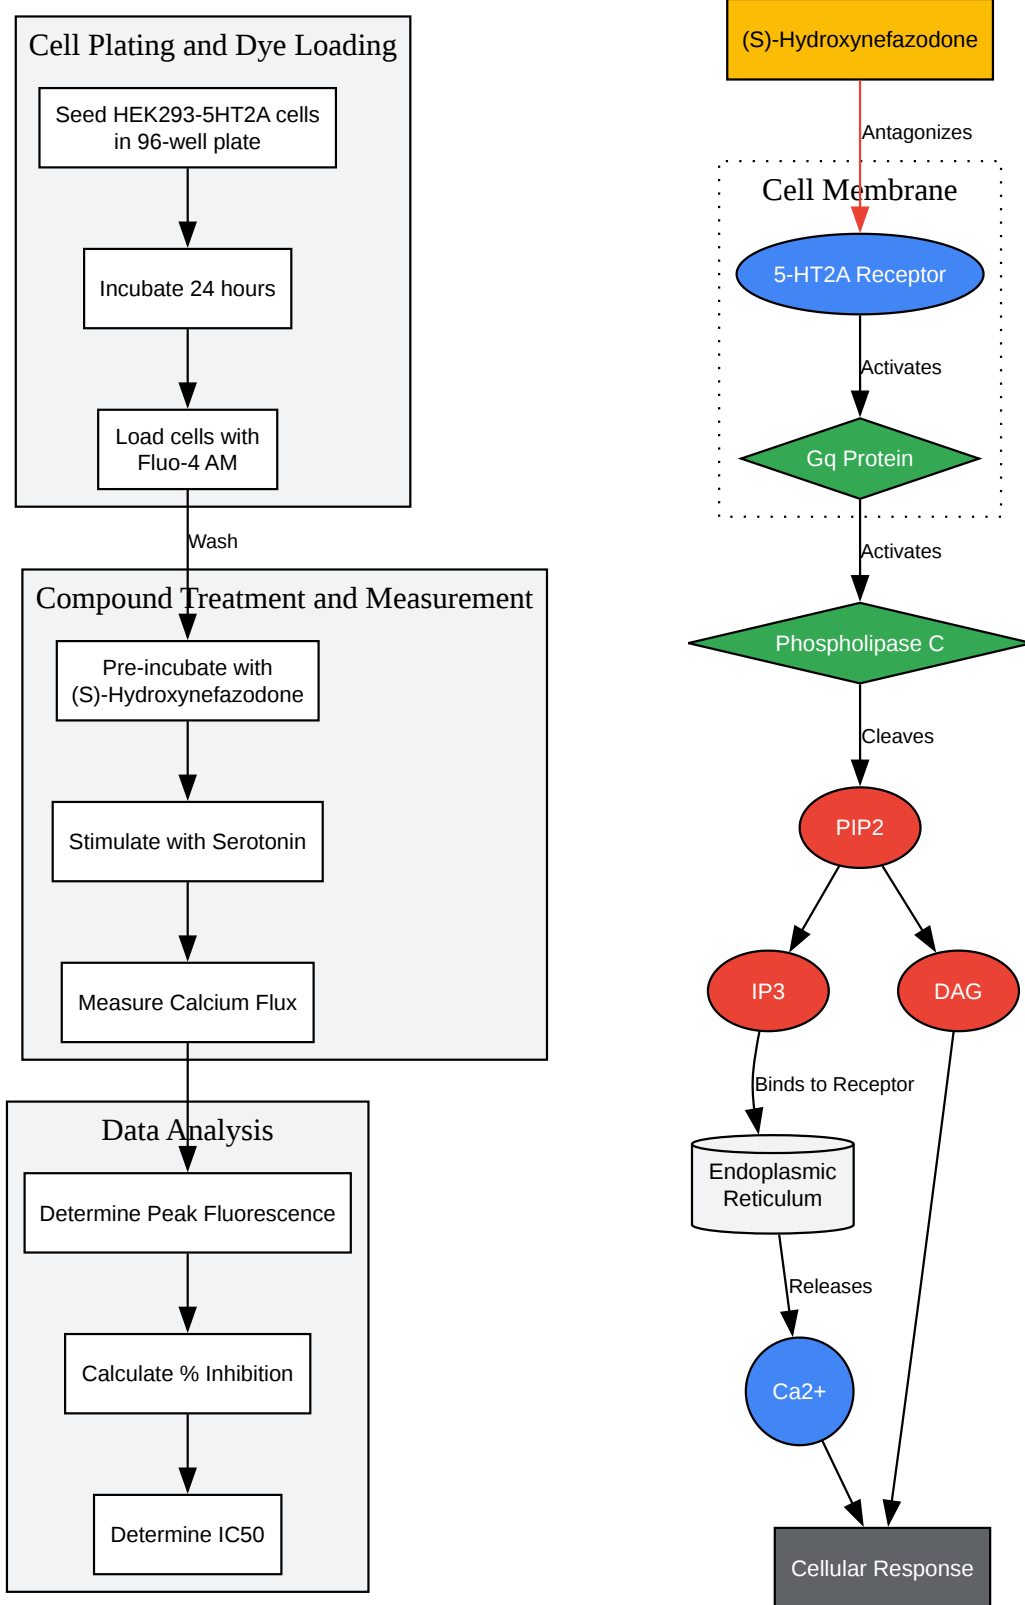 Cell Plating and Dye Loading
Seed HEK293-5HT2A cells
in 96-well plate
Incubate 24 hours
Load cells with
Fluo-4 AM
Wash
Compound Treatment and Measurement
Pre-incubate with
(S)-Hydroxynefazodone
Stimulate with Serotonin
Measure Calcium Flux
Data Analysis
Determine Peak Fluorescence
Calculate % Inhibition
Determine IC50
(S)-Hydroxynefazodone
Antagonizes
Cell Membrane
5-HT2A Receptor
Activates
Gq Protein
Activates
Phospholipase C
Cleaves
PIP2
IP3
DAG
Binds to Receptor
Endoplasmic
Reticulum
Releases
Ca2+
Cellular Response